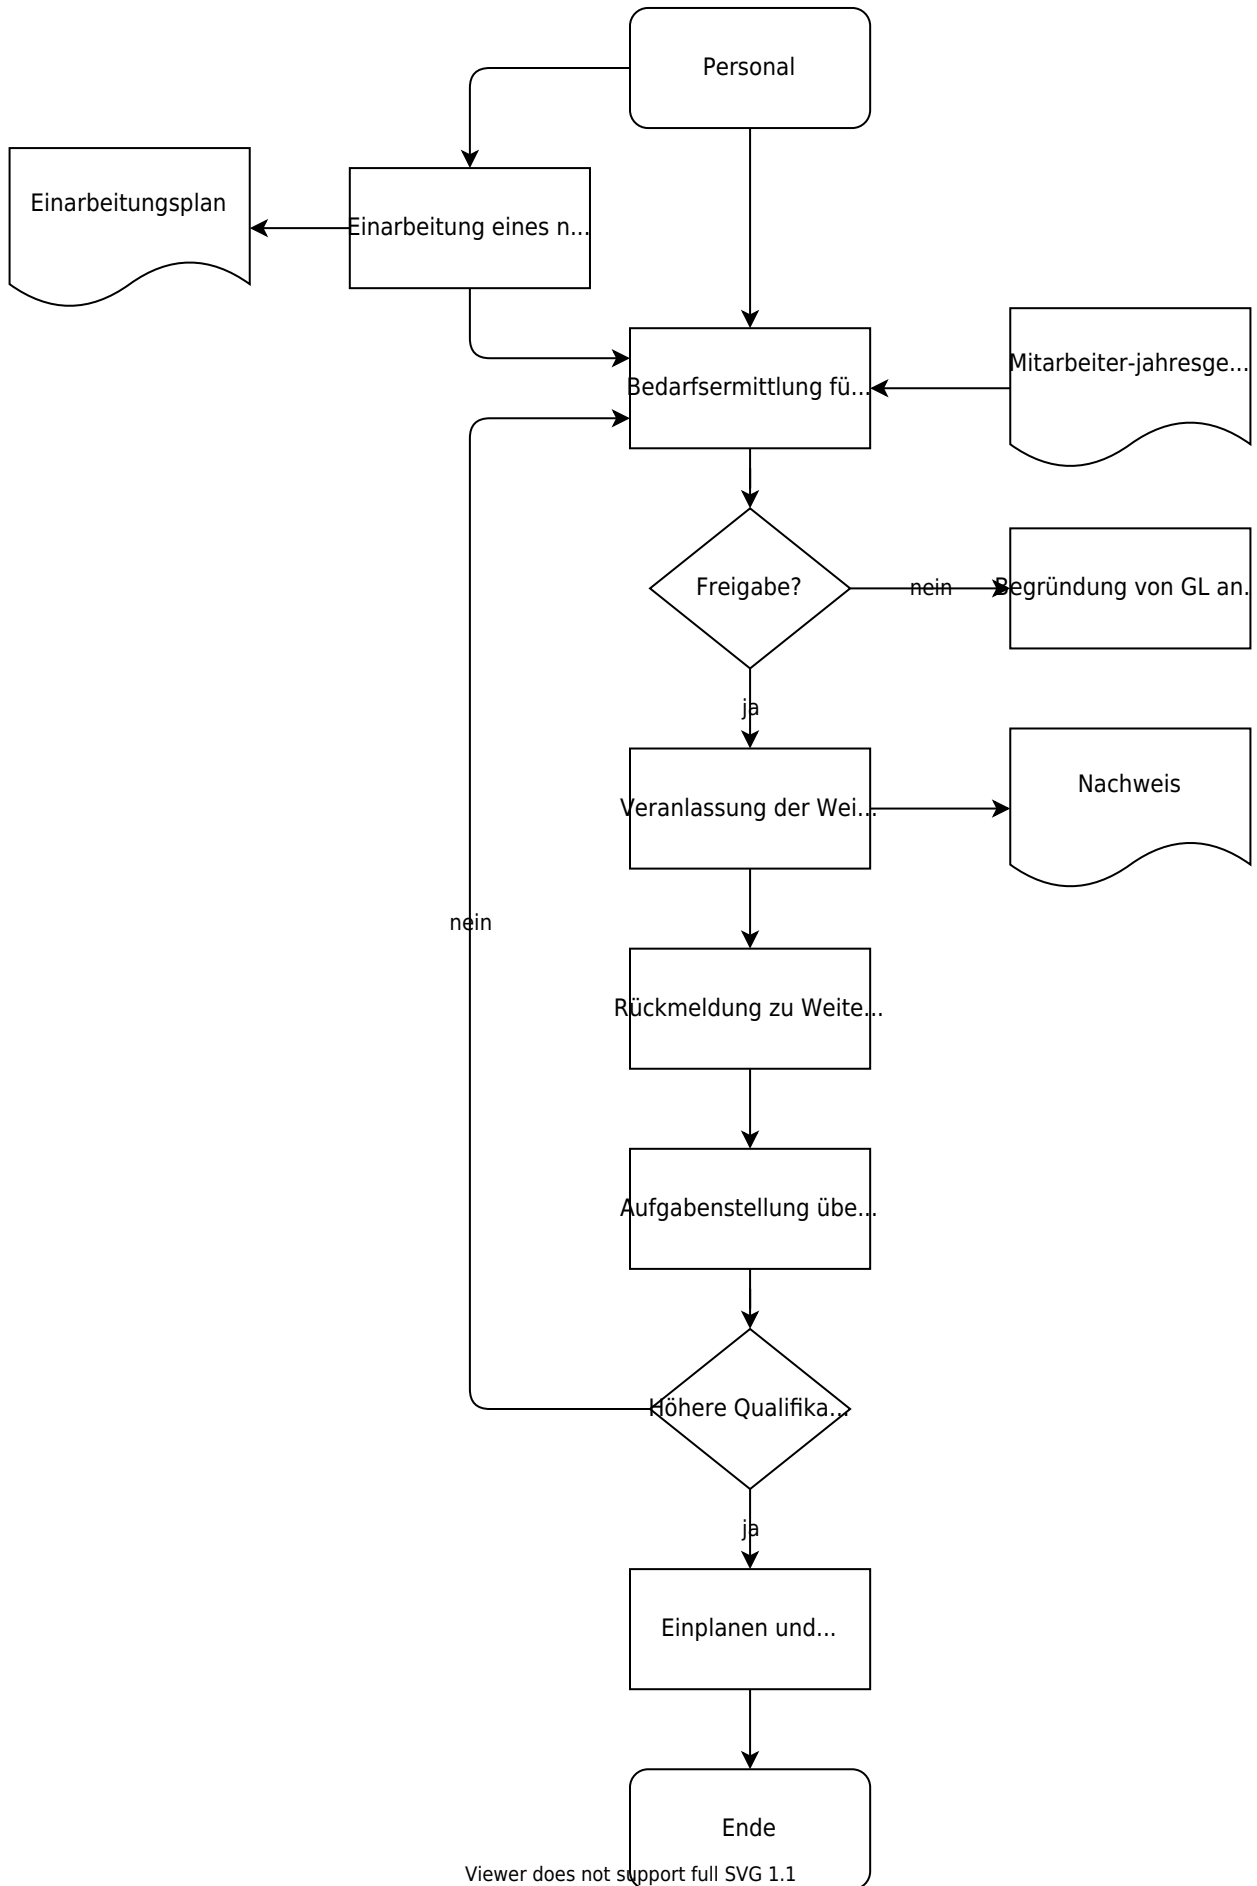 Personal
Einarbeitungsplan
Einarbeitung eines n...
Mitarbeiter-jahresge...
Bedarfsermittlung fü...
Freigabe?
nein
Begründung von GL an.
ja
Nachweis
Veranlassung der Wei...
nein
Rückmeldung zu Weite...
Aufgabenstellung übe...
Höhere Qualifika...
ja
Einplanen und...
Ende
Viewer does not support full SVG 1.1